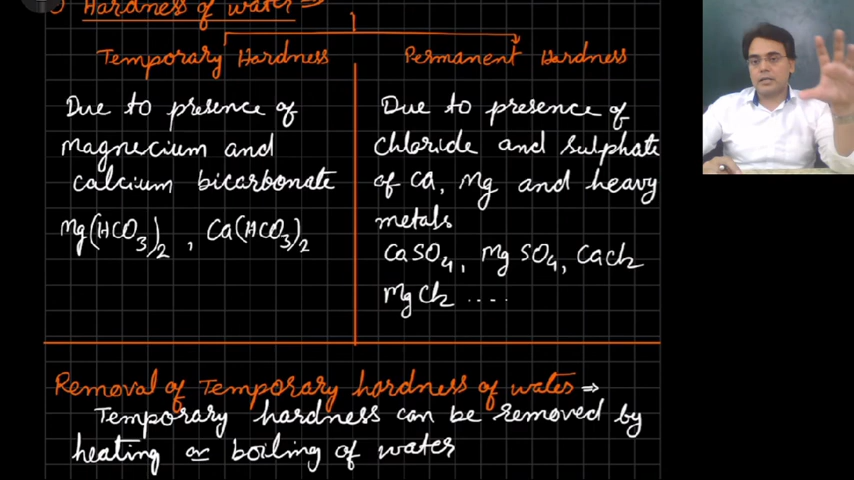 Hardness of water ⇒
Temporary Hardness
Permanent Hardness
Due to presence of
magnecium and
calcium bicarbonate
Mg(HCO3)2 , Ca(HCO3)2
Due to presence of
chloride and sulphate
of Ca, Mg and heavy
metals
CaSO4, MgSO4, CaCl2
MgCl2 .....
Removal of Temporary hardness of water ⇒
Temporary hardness can be removed by
heating or boiling of water